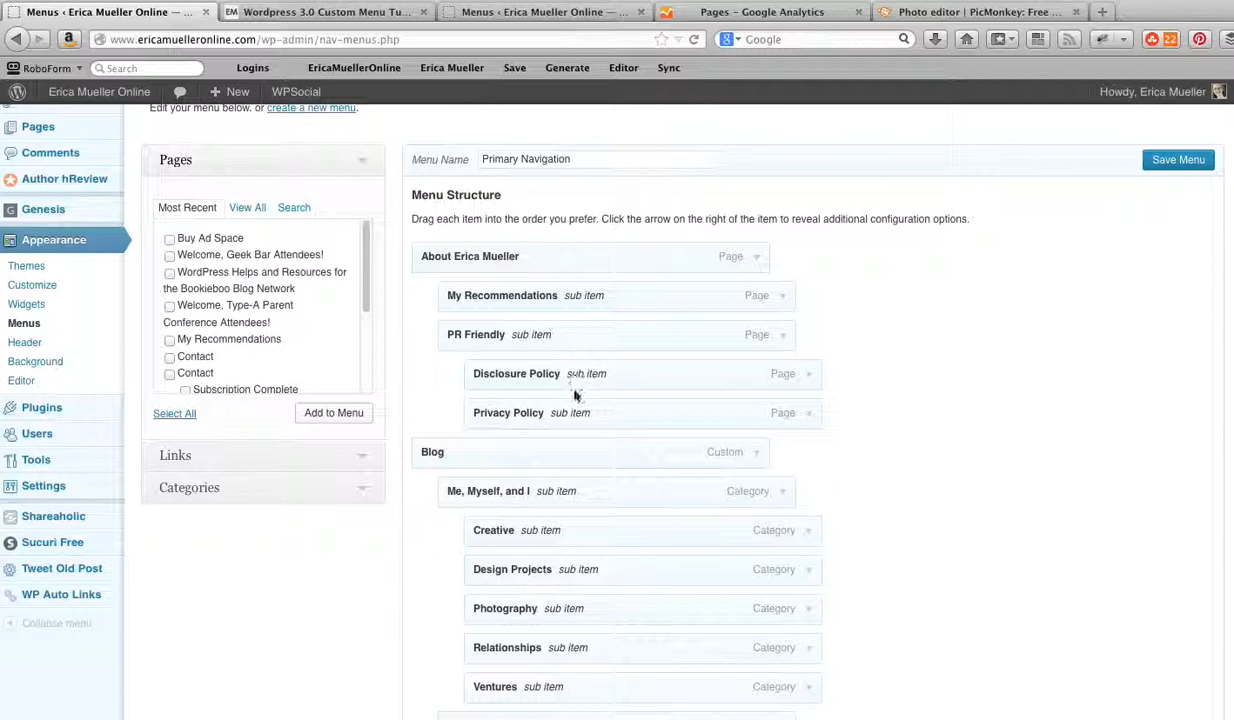 Menus ‹ Erica Mueller Online — ...
Wordpress 3.0 Custom Menu Tu...
Menus ‹ Erica Mueller Online — ...
Pages - Google Analytics
Photo editor | PicMonkey: Free ...
www.ericamuelleronline.com/wp-admin/nav-menus.php
Google
22
RoboForm
Search
Logins
EricaMuellerOnline
Erica Mueller
Save
Generate
Editor
Sync
Erica Mueller Online
New
WPSocial
Howdy, Erica Mueller
Pages
Comments
Author hReview
Genesis
Appearance
Themes
Customize
Widgets
Menus
Header
Background
Editor
Plugins
Users
Tools
Settings
Shareaholic
Sucuri Free
Tweet Old Post
WP Auto Links
Collapse menu
Edit your menu below, or create a new menu.
Pages
Most Recent
View All
Search
Buy Ad Space
Welcome, Geek Bar Attendees!
WordPress Helps and Resources for
the Bookieboo Blog Network
Welcome, Type-A Parent
Conference Attendees!
My Recommendations
Contact
Contact
Subscription Complete
Select All
Add to Menu
Links
Categories
Menu Name Primary Navigation
Save Menu
Menu Structure
Drag each item into the order you prefer. Click the arrow on the right of the item to reveal additional configuration options.
About Erica Mueller Page
My Recommendations sub item Page
PR Friendly sub item Page
Disclosure Policy sub item Page
Privacy Policy sub item Page
Blog Custom
Me, Myself, and I sub item Category
Creative sub item Category
Design Projects sub item Category
Photography sub item Category
Relationships sub item Category
Ventures sub item Category